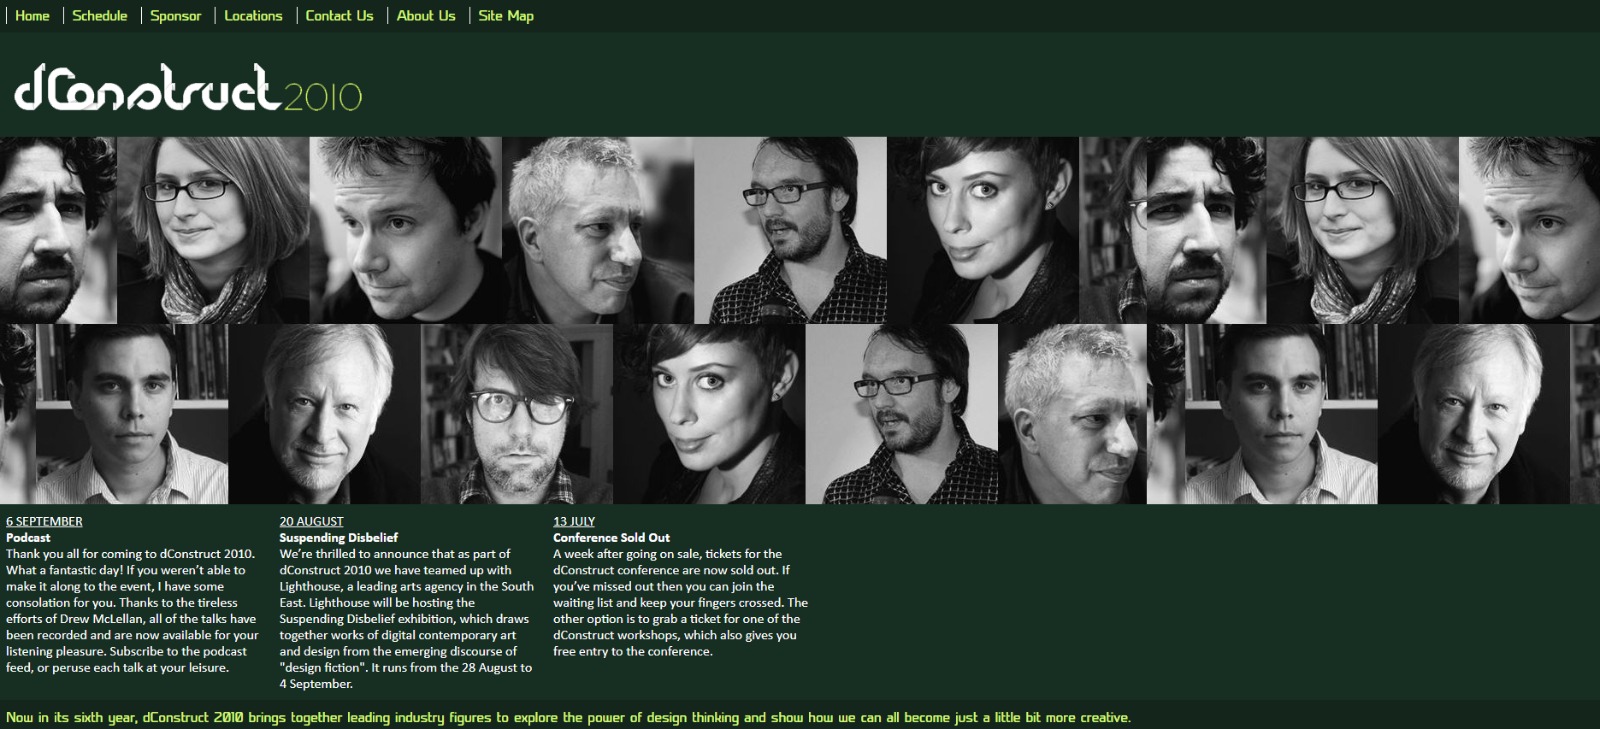 Home Schedule Sponsor Locations Contact Us About Us Site Map
dConstruct 2010
6 SEPTEMBER
Podcast
Thank you all for coming to dConstruct 2010.
What a fantastic day! If you weren't able to
make it along to the event, I have some
consolation for you. Thanks to the tireless
efforts of Drew McLellan, all of the talks have
been recorded and are now available for your
listening pleasure. Subscribe to the podcast
feed, or peruse each talk at your leisure.
20 AUGUST
Suspending Disbelief
We're thrilled to announce that as part of
dConstruct 2010 we have teamed up with
Lighthouse, a leading arts agency in the South
East. Lighthouse will be hosting the
Suspending Disbelief exhibition, which draws
together works of digital contemporary art
and design from the emerging discourse of
"design fiction". It runs from the 28 August to
4 September.
13 JULY
Conference Sold Out
A week after going on sale, tickets for the
dConstruct conference are now sold out. If
you've missed out then you can join the
waiting list and keep your fingers crossed. The
other option is to grab a ticket for one of the
dConstruct workshops, which also gives you
free entry to the conference.
Now in its sixth year, dConstruct 2010 brings together leading industry figures to explore the power of design thinking and show how we can all become just a little bit more creative.